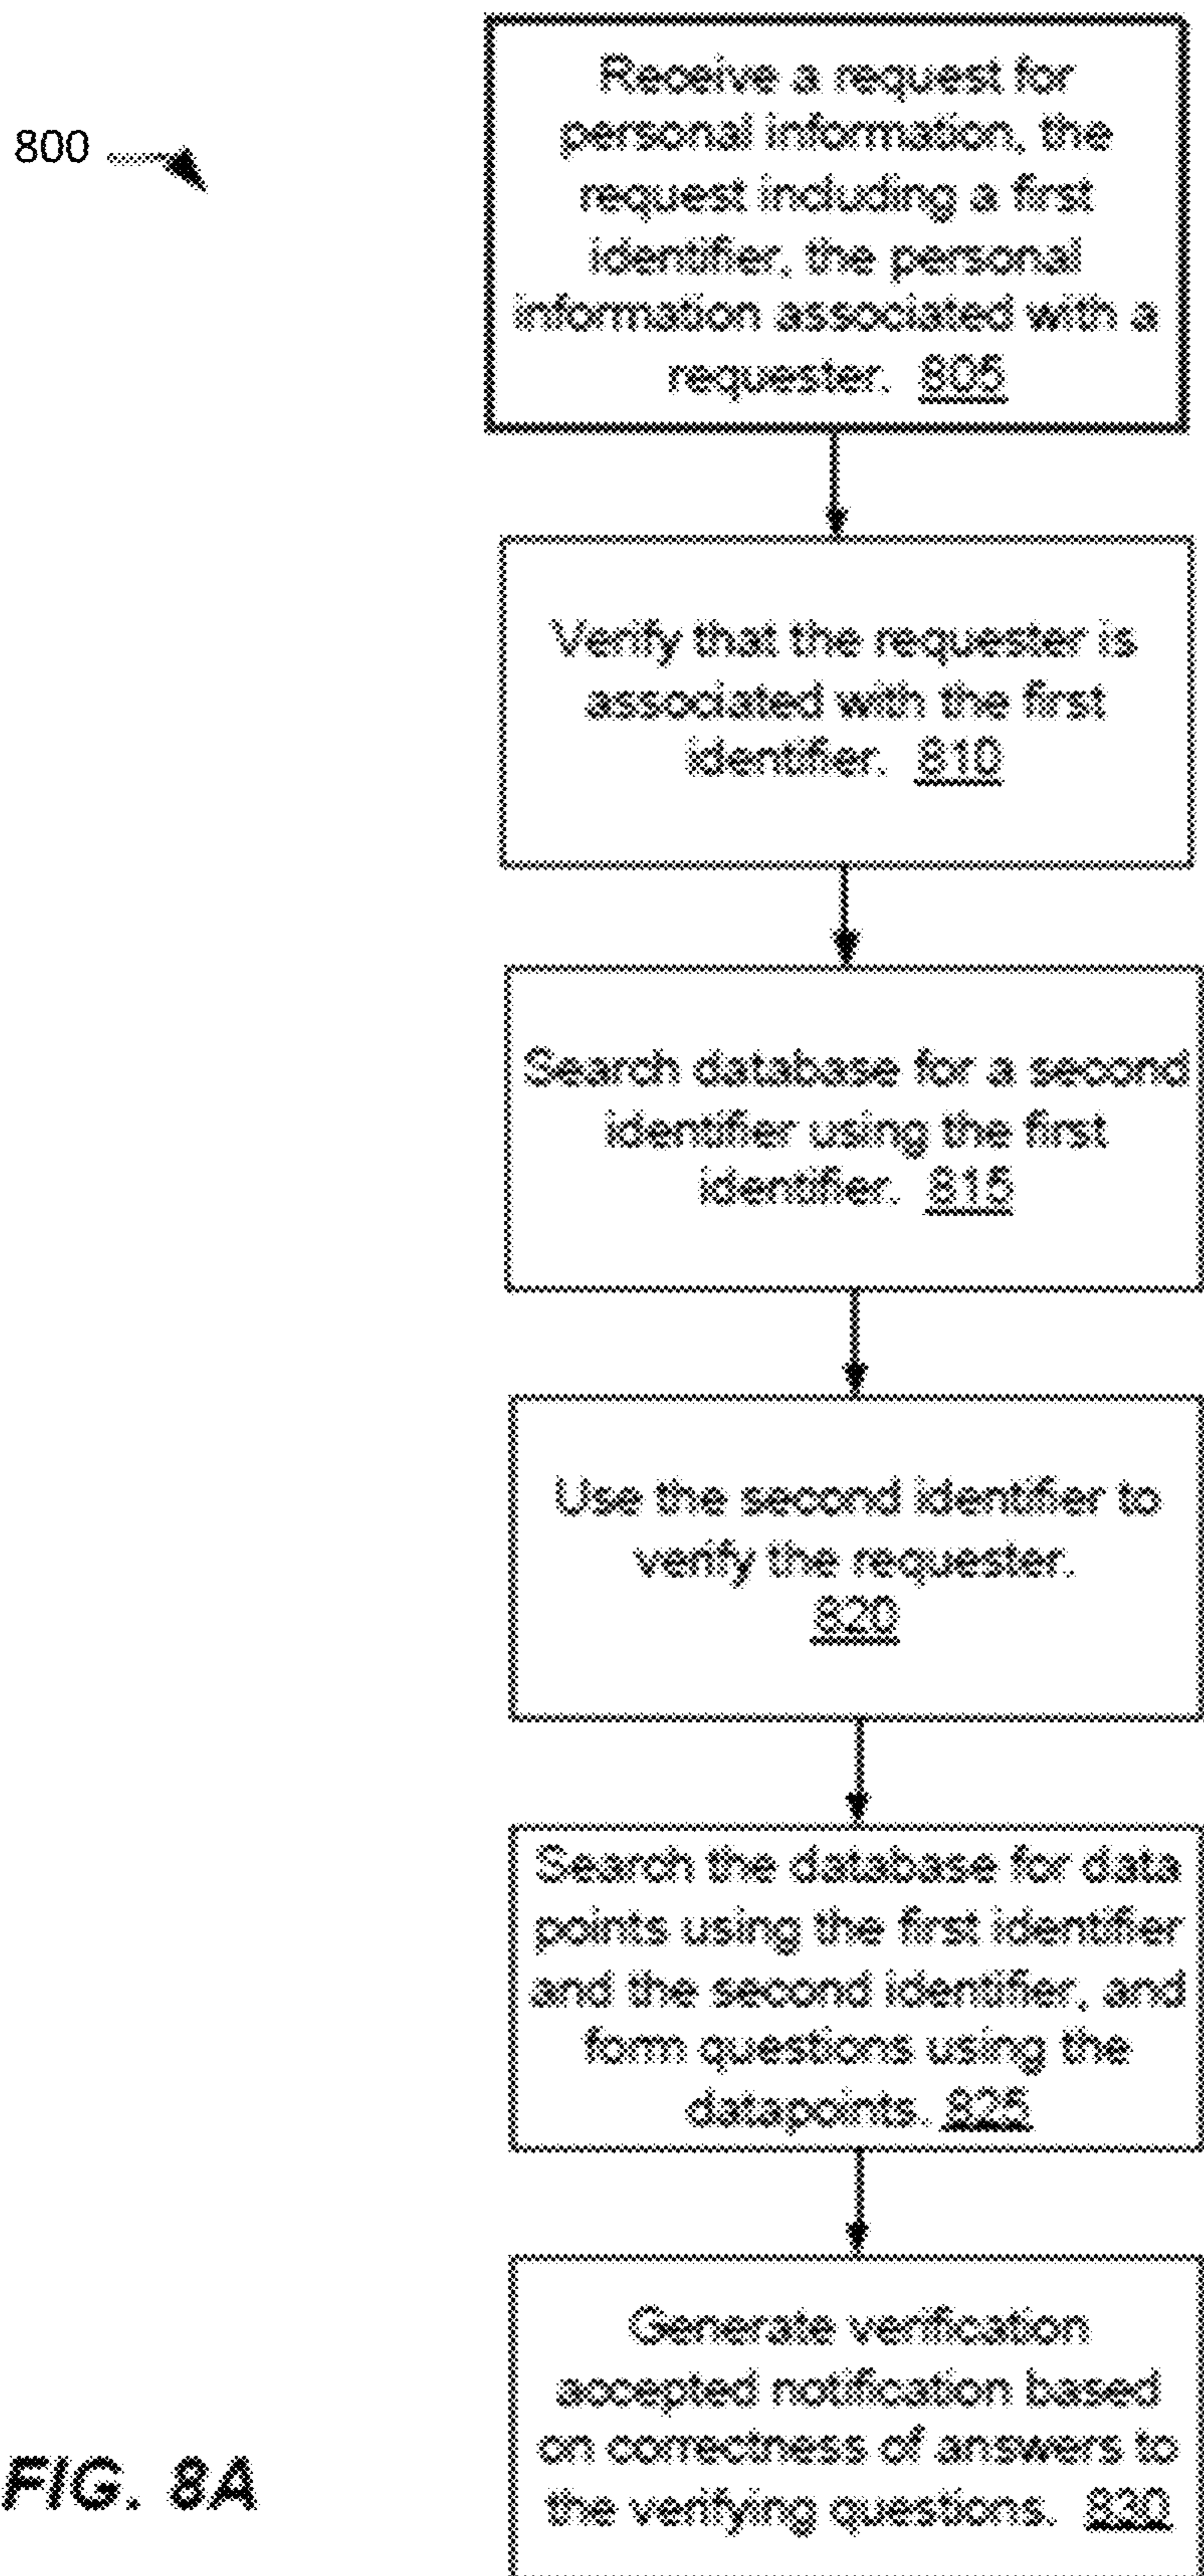 800
Receive a request for
personal information, the
request including a first
identifier, the personal
information associated with a
requester. 805
Verify that the requester is
associated with the first
identifier. 810
Search database for a second
identifier using the first
identifier. 815
Use the second identifier to
verify the requester.
820
Search the database for data
points using the first identifier
and the second identifier, and
form questions using the
datapoints. 825
Generate verification
accepted notification based
on correctness of answers to
the verifying questions. 830
FIG. 8A